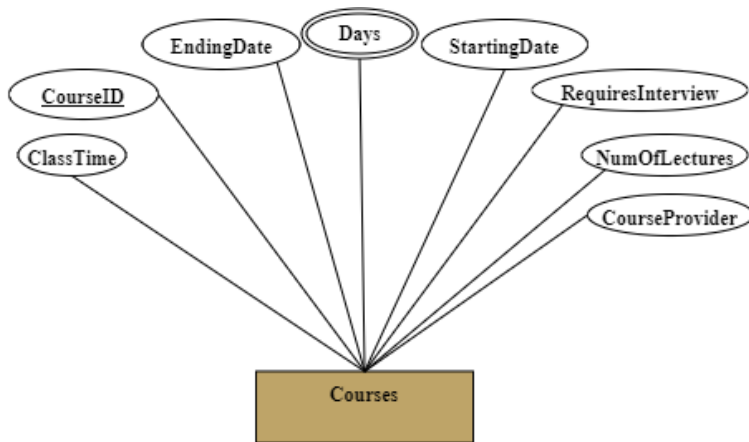 Days
EndingDate
StartingDate
CourseID
RequiresInterview
ClassTime
NumOfLectures
CourseProvider
Courses